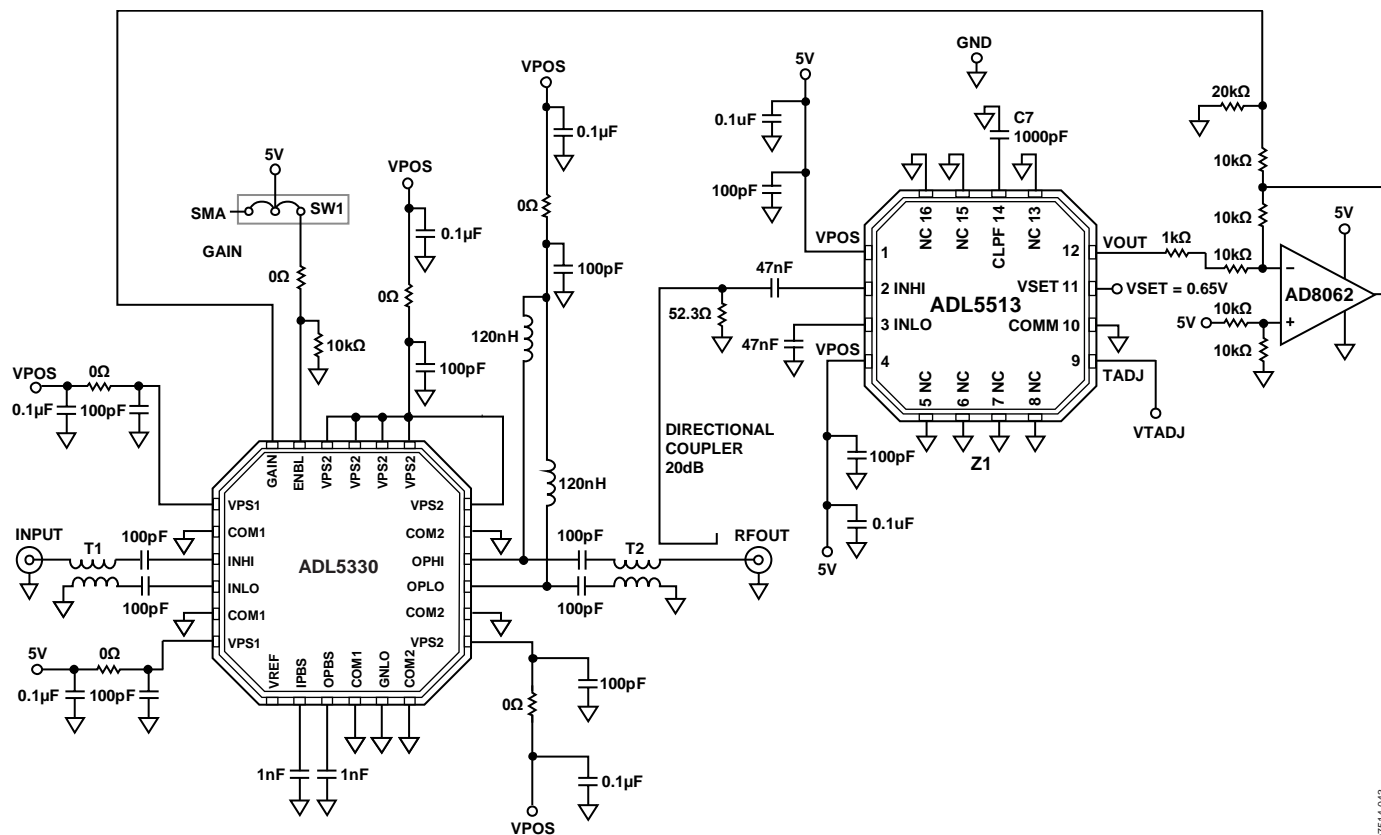 GND
VPOS
5V
20kΩ
C7
1000pF
0.1uF
0.1µF
10kΩ
5V
VPOS
100pF
SMA
SW1
0Ω
NC 16
NC 15
CLPF 14
NC 13
10kΩ
5V
GAIN
0.1µF
VPOS
VOUT
1kΩ
1
12
10kΩ
0Ω
0Ω
100pF
47nF
2 INHI
VSET 11
VSET = 0.65V
AD8062
ADL5513
52.3Ω
3 INLO
COMM 10
5V
10kΩ
10kΩ
120nH
47nF
10kΩ
VPOS
4
9
TADJ
100pF
VPOS
0Ω
0.1µF
100pF
5 NC
6 NC
7 NC
8 NC
VTADJ
DIRECTIONAL
COUPLER
20dB
Z1
100pF
GAIN
ENBL
VPS2
VPS2
VPS2
VPS2
120nH
VPS1
VPS2
0.1uF
INPUT
T1
100pF
COM1
COM2
100pF
T2
RFOUT
INHI
ADL5330
OPHI
5V
INLO
OPLO
100pF
100pF
COM1
COM2
5V
0Ω
VPS1
VPS2
VREF
IPBS
OPBS
COM1
GNLO
COM2
0.1µF
100pF
100pF
0Ω
1nF
1nF
0.1µF
VPOS